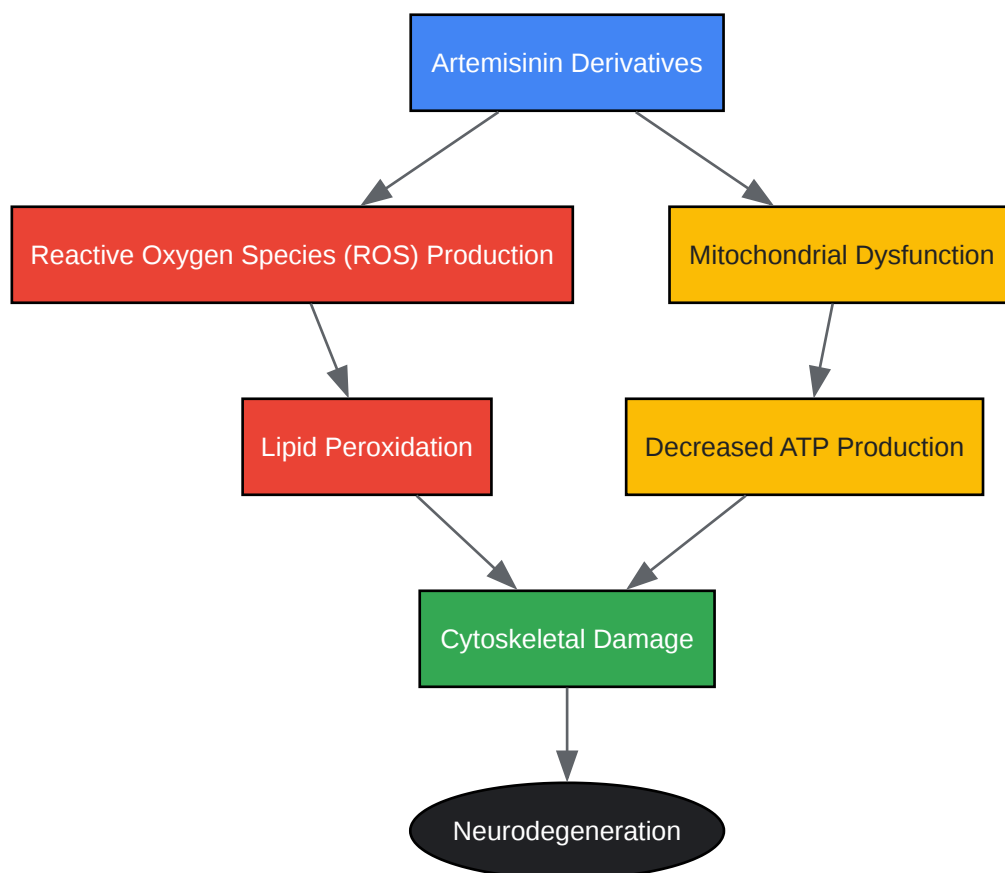 Artemisinin Derivatives
Reactive Oxygen Species (ROS) Production
Mitochondrial Dysfunction
Lipid Peroxidation
Decreased ATP Production
Cytoskeletal Damage
Neurodegeneration